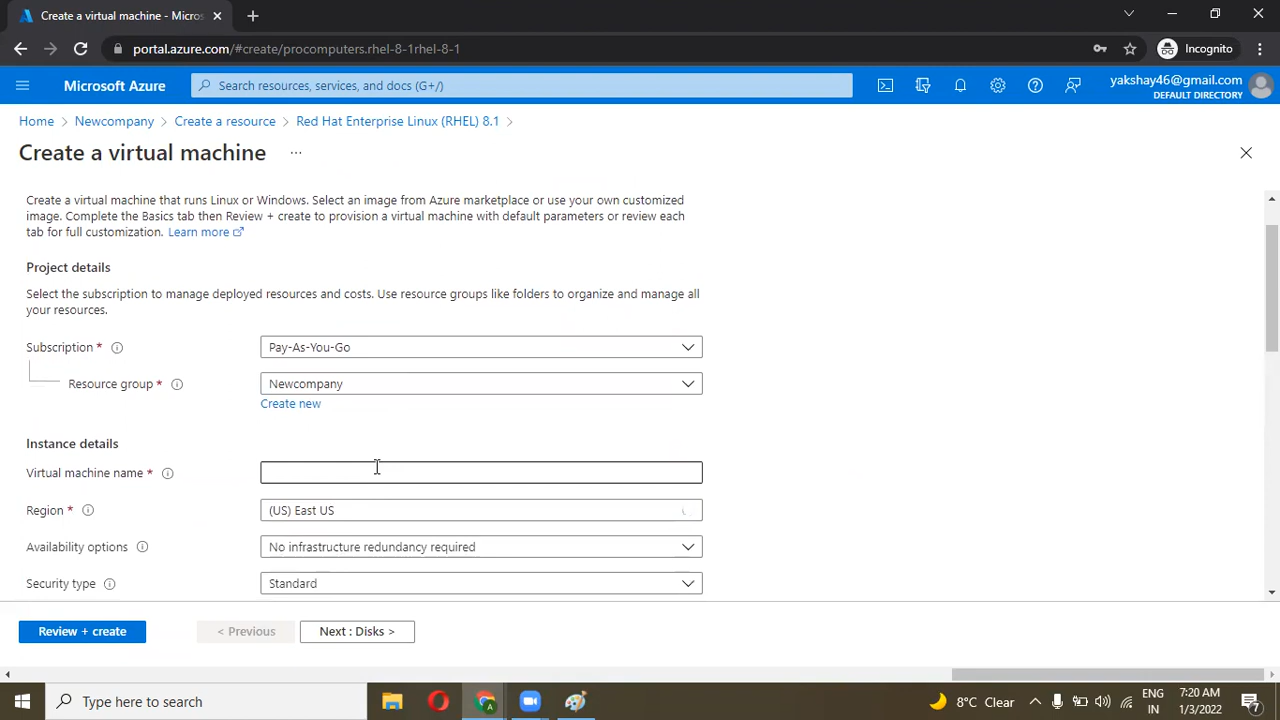 Create a virtual machine - Micros
portal.azure.com/#create/procomputers.rhel-8-1rhel-8-1
Incognito
Microsoft Azure
Search resources, services, and docs (G+/)
yakshay46@gmail.com
DEFAULT DIRECTORY
Home > Newcompany > Create a resource > Red Hat Enterprise Linux (RHEL) 8.1 >
Create a virtual machine ...
Create a virtual machine that runs Linux or Windows. Select an image from Azure marketplace or use your own customized
image. Complete the Basics tab then Review + create to provision a virtual machine with default parameters or review each
tab for full customization. Learn more
Project details
Select the subscription to manage deployed resources and costs. Use resource groups like folders to organize and manage all
your resources.
Subscription * Pay-As-You-Go
Resource group * Newcompany
Create new
Instance details
Virtual machine name *
Region * (US) East US
Availability options No infrastructure redundancy required
Security type Standard
Review + create < Previous Next : Disks >
Type here to search
8°C Clear
ENG
IN
7:20 AM
1/3/2022
7